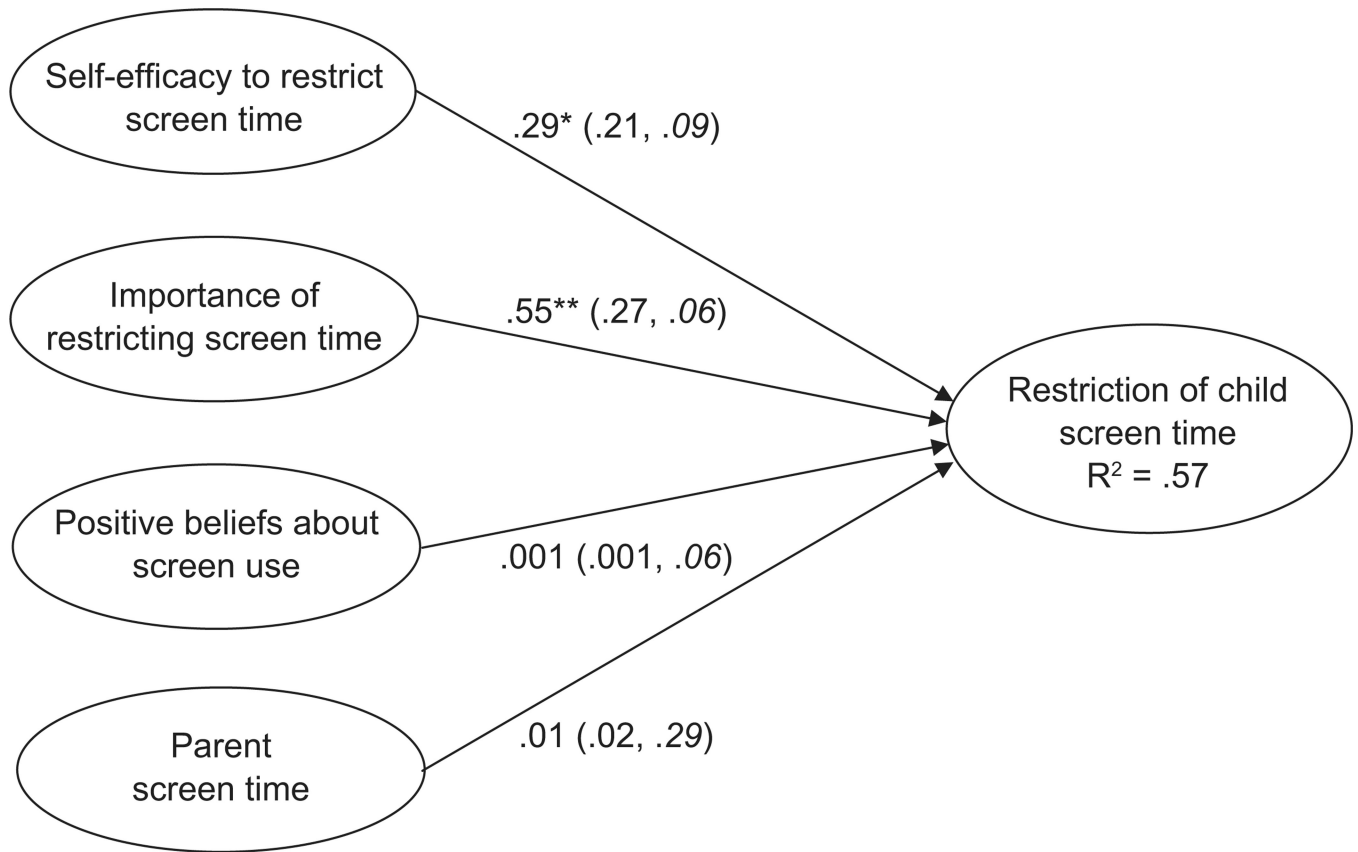 Self-efficacy to restrict
screen time
.29* (.21, .09)
Importance of
restricting screen time
.55** (.27, .06)
Restriction of child
screen time
R² = .57
Positive beliefs about
screen use
.001 (.001, .06)
Parent
screen time
.01 (.02, .29)